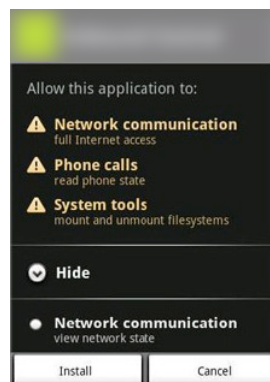 Allow this application to:
Network communication
full Internet access
Phone calls
read phone state
System tools
mount and unmount filesystems
Hide
Network communication
view network state
Install
Cancel